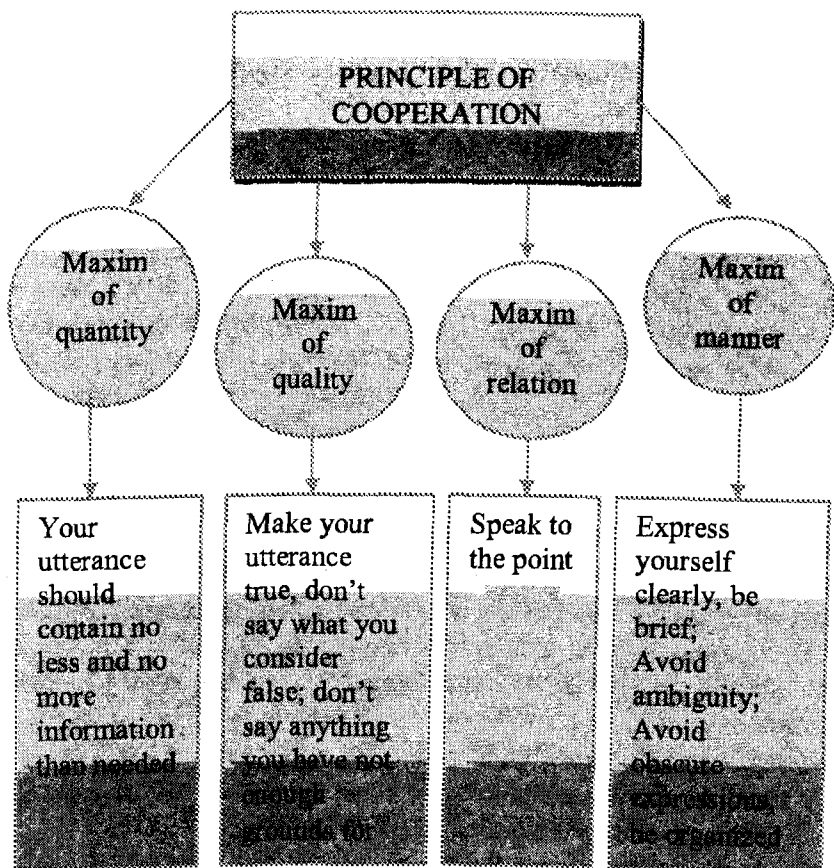 PRINCIPLE OF
COOPERATION
Maxim
of
quantity
Maxim
of
quality
Maxim
of
relation
Maxim
of
manner
Your
utterance
should
contain no
less and no
more
information
than needed
Make your
utterance
true, don't
say what you
consider
false; don't
say anything
you have not
enough
grounds for
Speak to
the point
Express
yourself
clearly, be
brief;
Avoid
ambiguity;
Avoid
obscure
expressions,
be organized